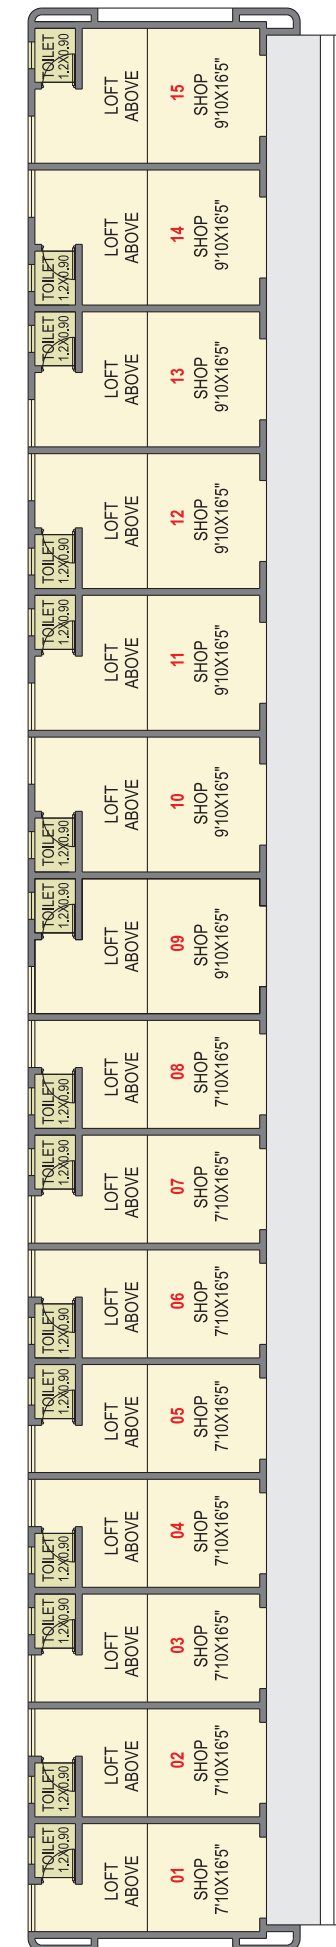 TOILET
1.2X0.90
LOFT
ABOVE
15
SHOP
9'10X16'5"
TOILET
1.2X0.90
LOFT
ABOVE
14
SHOP
9'10X16'5"
TOILET
1.2X0.90
LOFT
ABOVE
13
SHOP
9'10X16'5"
TOILET
1.2X0.90
LOFT
ABOVE
12
SHOP
9'10X16'5"
TOILET
1.2X0.90
LOFT
ABOVE
11
SHOP
9'10X16'5"
TOILET
1.2X0.90
LOFT
ABOVE
10
SHOP
9'10X16'5"
TOILET
1.2X0.90
LOFT
ABOVE
09
SHOP
9'10X16'5"
TOILET
1.2X0.90
LOFT
ABOVE
08
SHOP
7'10X16'5"
TOILET
1.2X0.90
LOFT
ABOVE
07
SHOP
7'10X16'5"
TOILET
1.2X0.90
LOFT
ABOVE
06
SHOP
7'10X16'5"
TOILET
1.2X0.90
LOFT
ABOVE
05
SHOP
7'10X16'5"
TOILET
1.2X0.90
LOFT
ABOVE
04
SHOP
7'10X16'5"
TOILET
1.2X0.90
LOFT
ABOVE
03
SHOP
7'10X16'5"
TOILET
1.2X0.90
LOFT
ABOVE
02
SHOP
7'10X16'5"
TOILET
1.2X0.90
LOFT
ABOVE
01
SHOP
7'10X16'5"